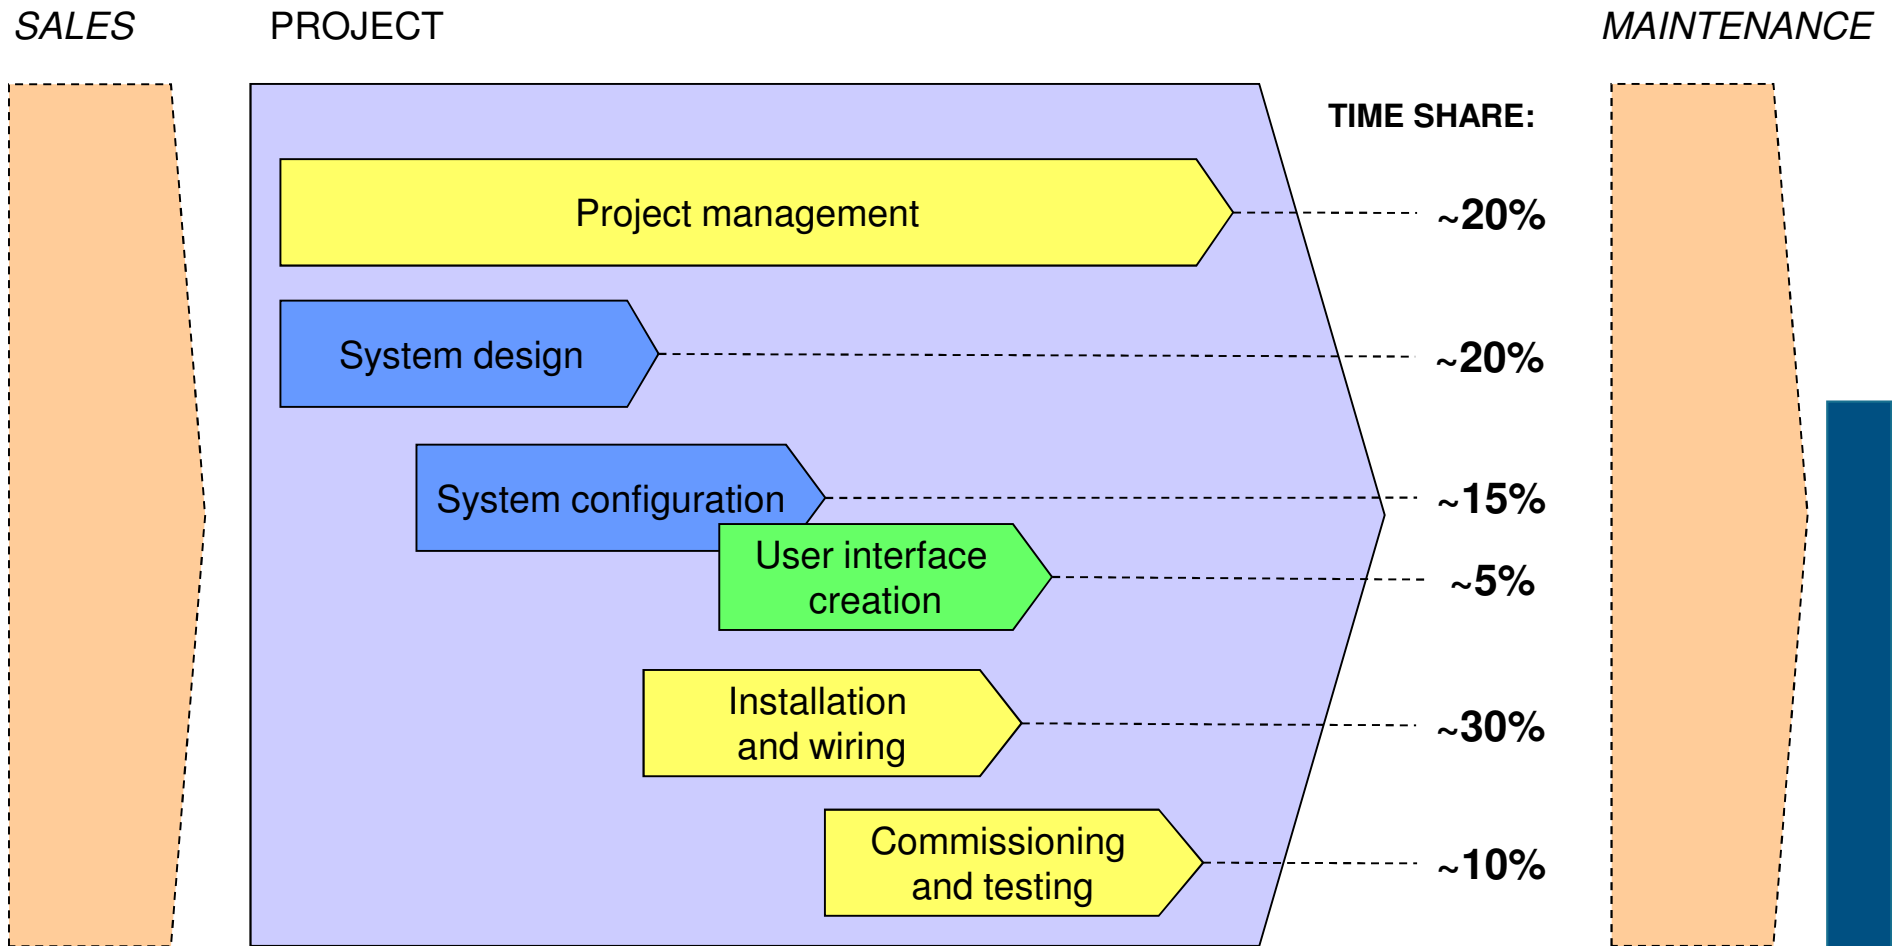 SALES
PROJECT
MAINTENANCE
TIME SHARE:
Project management
~20%
System design
~20%
System configuration
~15%
User interface
creation
~5%
Installation
and wiring
~30%
Commissioning
and testing
~10%